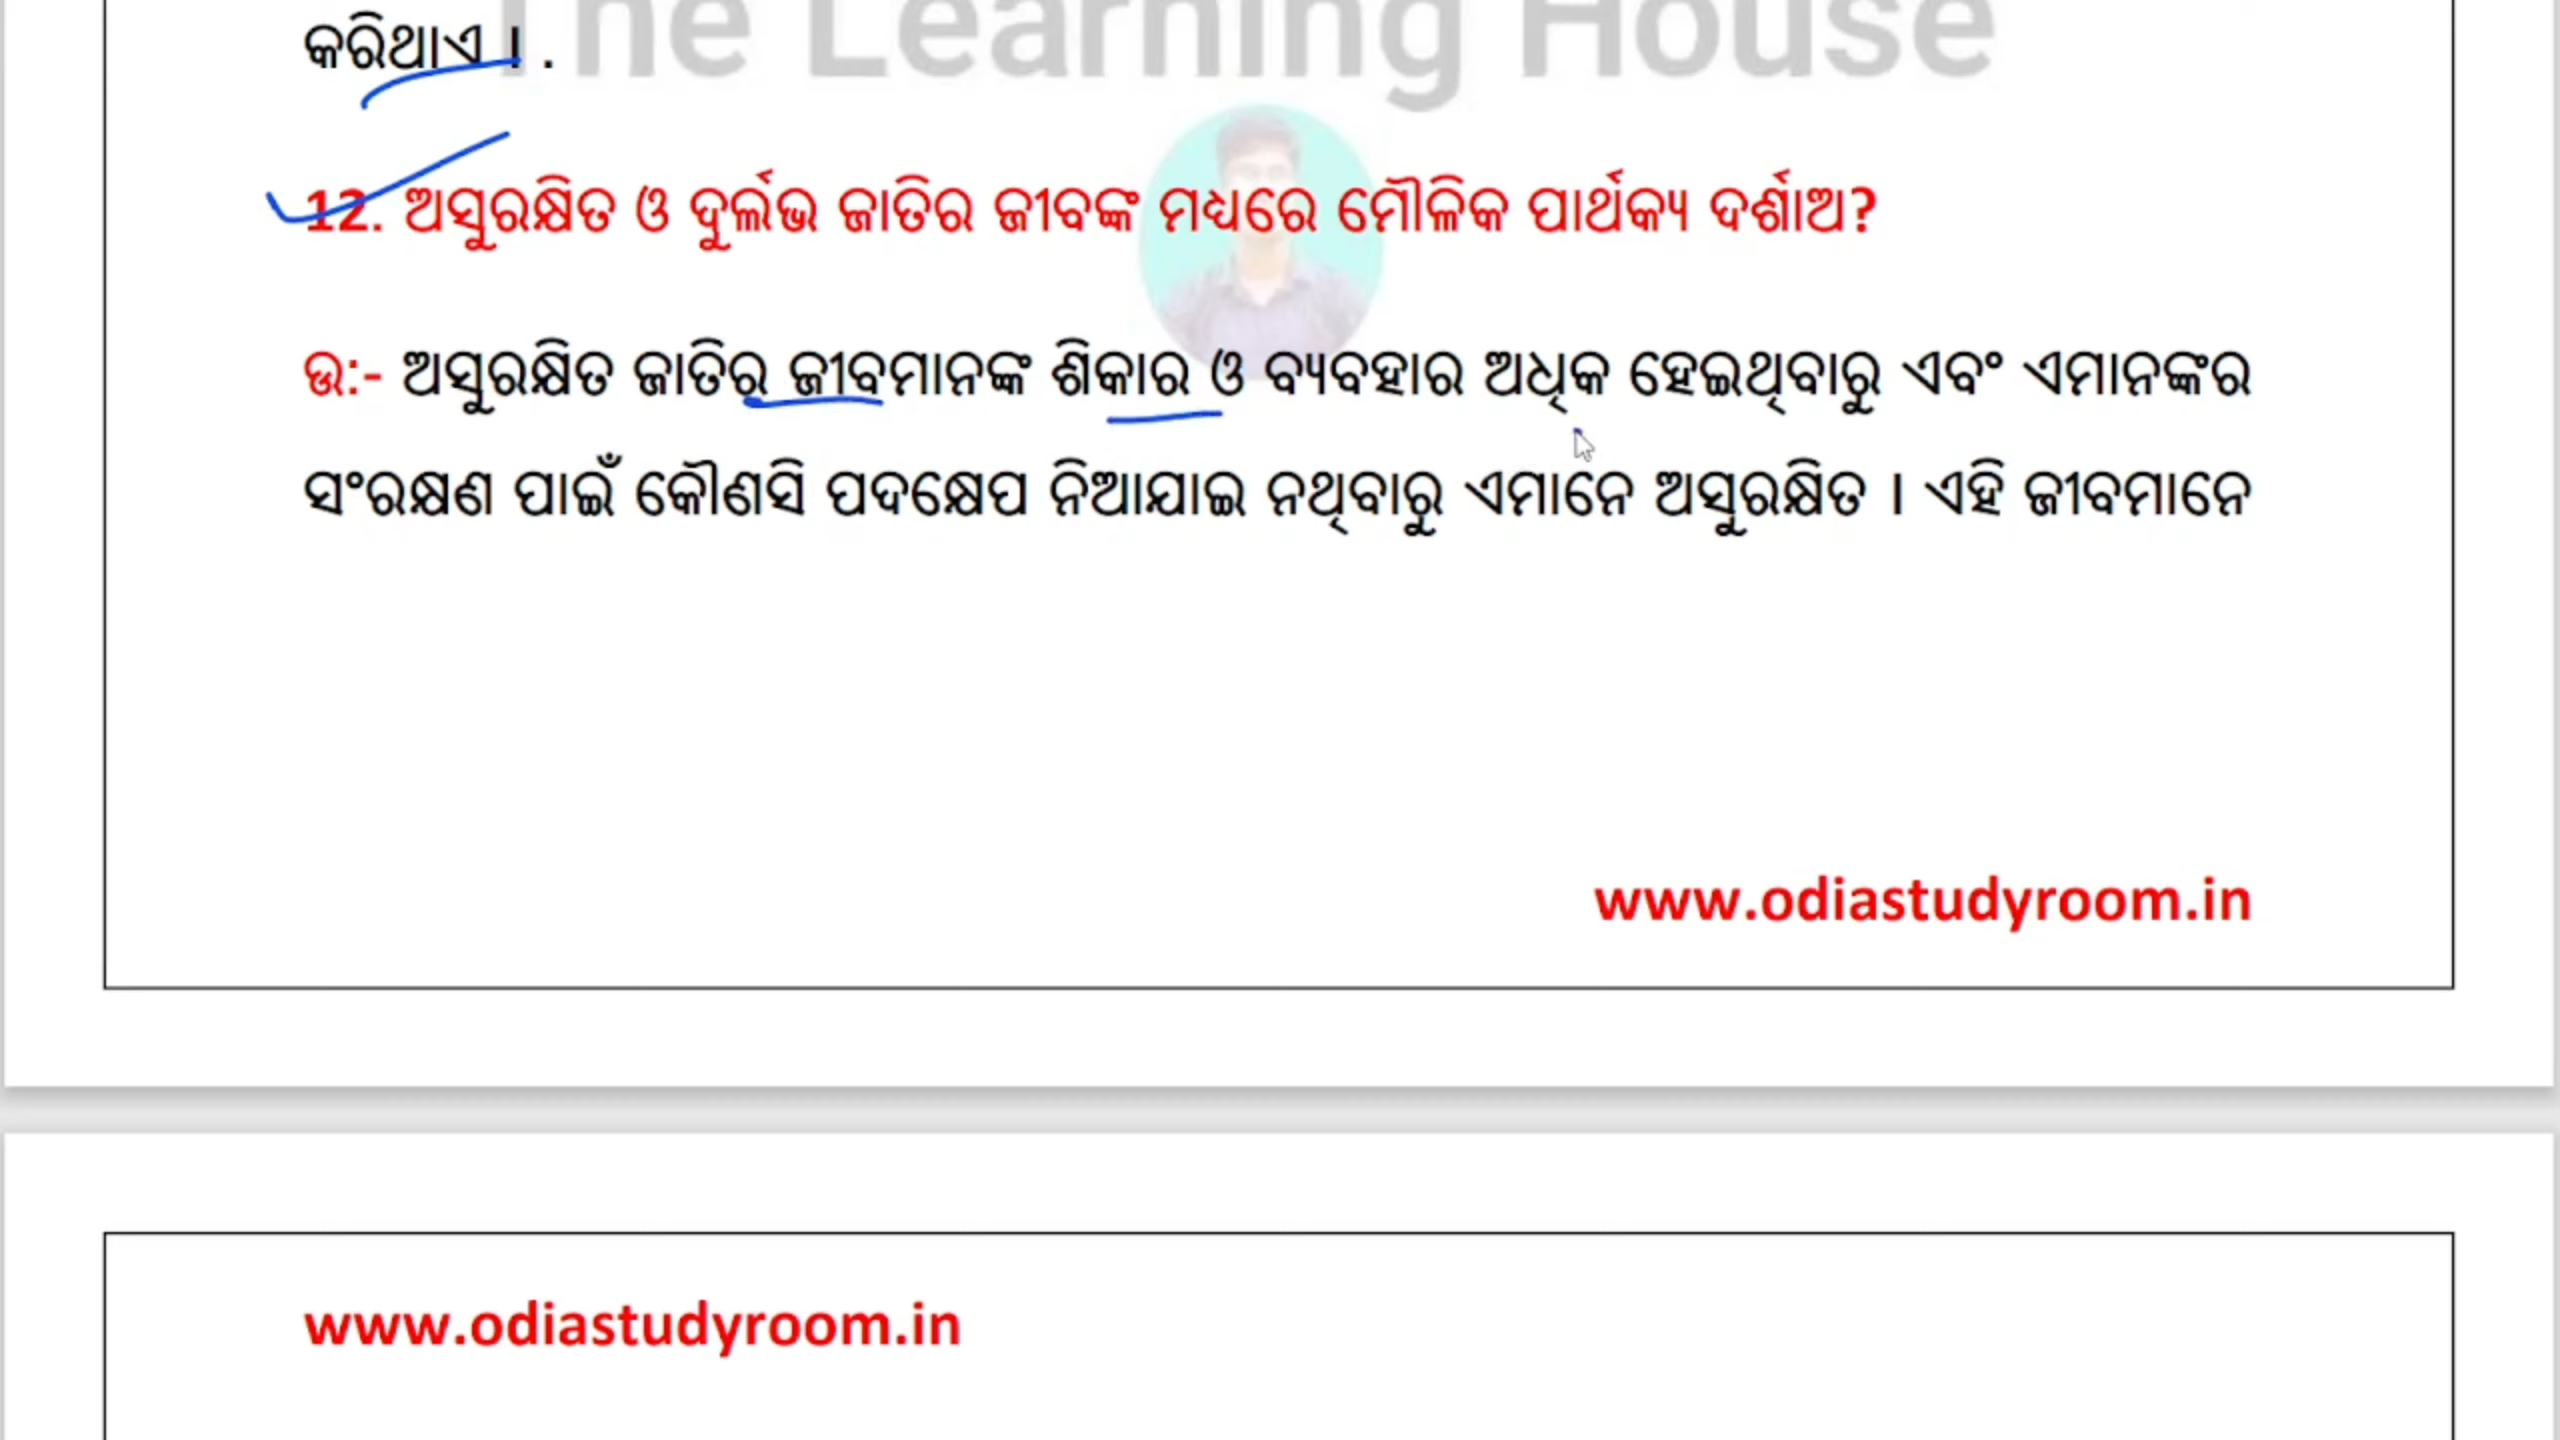 The Learning House
କରିଥାଏ । .
12. ଅସୁରକ୍ଷିତ ଓ ଦୁର୍ଲଭ ଜାତିର ଜୀବଙ୍କ ମଧ୍ୟରେ ମୌଳିକ ପାର୍ଥକ୍ୟ ଦର୍ଶାଅ?
ଉ:- ଅସୁରକ୍ଷିତ ଜାତିର ଜୀବମାନଙ୍କ ଶିକାର ଓ ବ୍ୟବହାର ଅଧିକ ହେଇଥିବାରୁ ଏବଂ ଏମାନଙ୍କର
ସଂରକ୍ଷଣ ପାଇଁ କୌଣସି ପଦକ୍ଷେପ ନିଆଯାଇ ନଥିବାରୁ ଏମାନେ ଅସୁରକ୍ଷିତ । ଏହି ଜୀବମାନେ
www.odiastudyroom.in
www.odiastudyroom.in